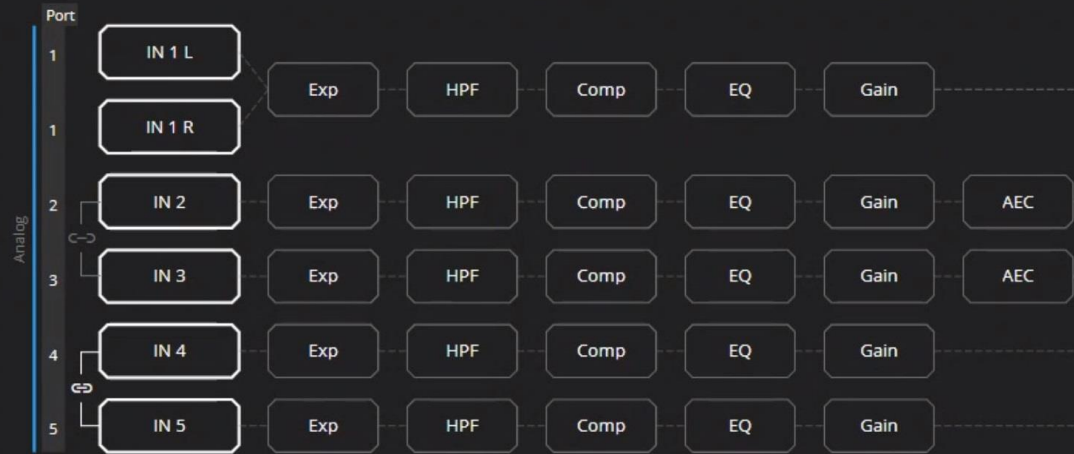 Port
1 IN 1 L
Exp HPF Comp EQ Gain
1 IN 1 R
2 IN 2 Exp HPF Comp EQ Gain AEC
Analog
3 IN 3 Exp HPF Comp EQ Gain AEC
4 IN 4 Exp HPF Comp EQ Gain
5 IN 5 Exp HPF Comp EQ Gain